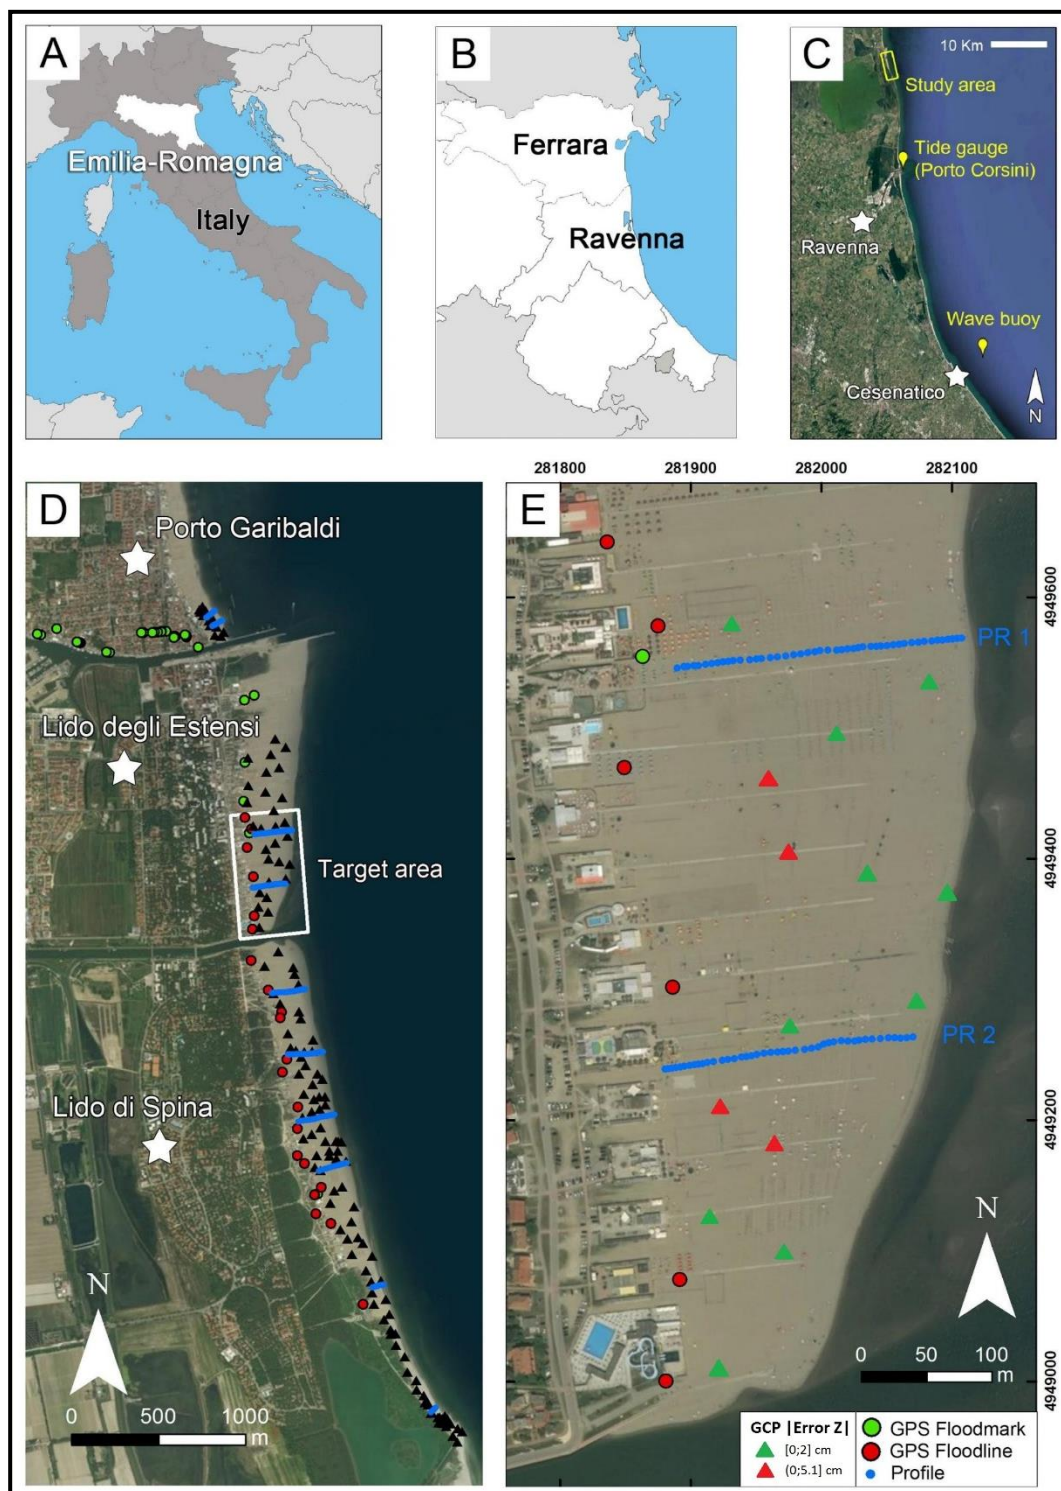 A
Emilia-Romagna
Italy
B
Ferrara
Ravenna
C
10 Km
Study area
Tide gauge
(Porto Corsini)
Ravenna
Wave buoy
Cesenatico
N
D
Porto Garibaldi
Lido degli Estensi
Target area
Lido di Spina
N
0 500 1000
m
E
281800 281900 282000 282100
4949600
PR 1
4949400
PR 2
4949200
N
0 50 100
m
4949000
GCP |Error Z|
[0;2] cm
(0;5.1] cm
GPS Floodmark
GPS Floodline
Profile